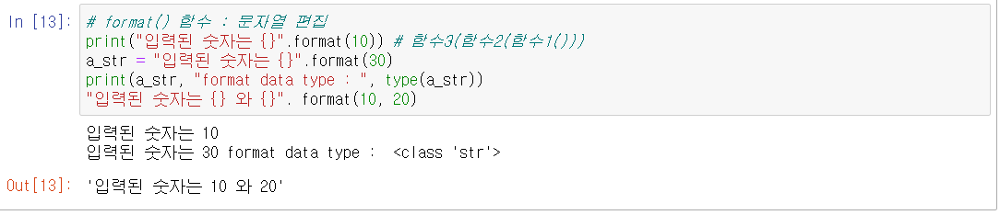 In [13]: # format() 함수 : 문자열 편집
print("입력된 숫자는 {}".format(10)) # 함수3(함수2(함수1()))
a_str = "입력된 숫자는 {}".format(30)
print(a_str, "format data type : ", type(a_str))
"입력된 숫자는 {} 와 {}". format(10, 20)
입력된 숫자는 10
입력된 숫자는 30 format data type :  <class 'str'>
Out[13]: '입력된 숫자는 10 와 20'